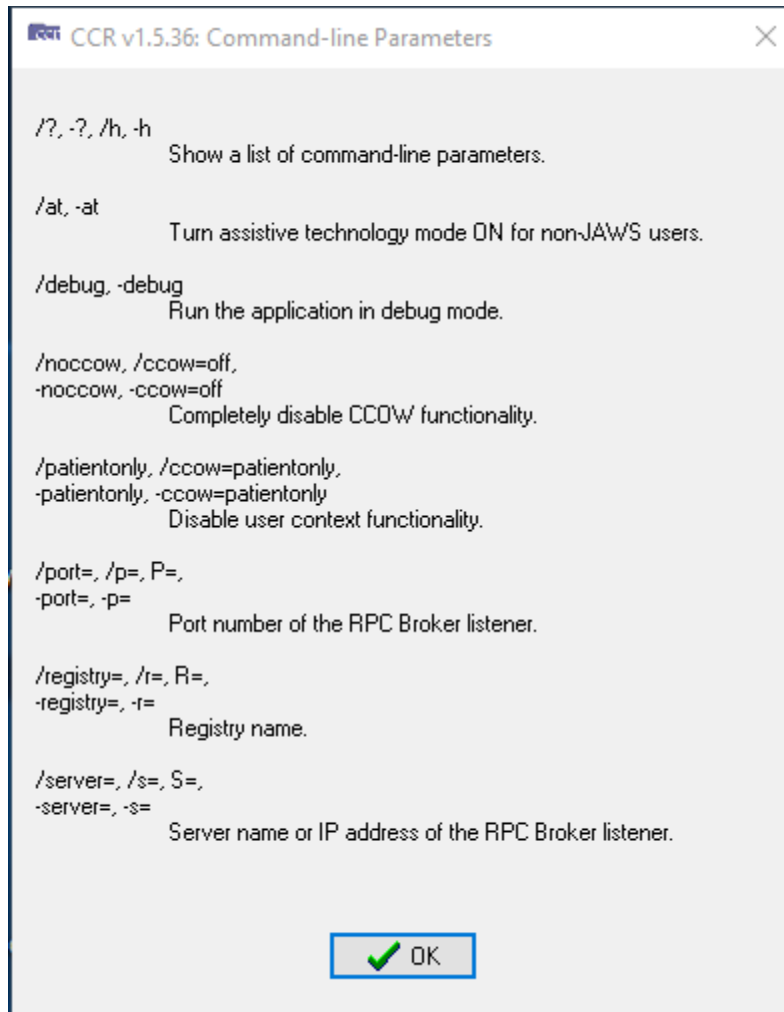 CCR CCR v1.5.36: Command-line Parameters
/?, -?, /h, -h
Show a list of command-line parameters.
/at, -at
Turn assistive technology mode ON for non-JAWS users.
/debug, -debug
Run the application in debug mode.
/noccow, /ccow=off,
-noccow, -ccow=off
Completely disable CCOW functionality.
/patientonly, /ccow=patientonly,
-patientonly, -ccow=patientonly
Disable user context functionality.
/port=, /p=, P=,
-port=, -p=
Port number of the RPC Broker listener.
/registry=, /r=, R=,
-registry=, -r=
Registry name.
/server=, /s=, S=,
-server=, -s=
Server name or IP address of the RPC Broker listener.
OK